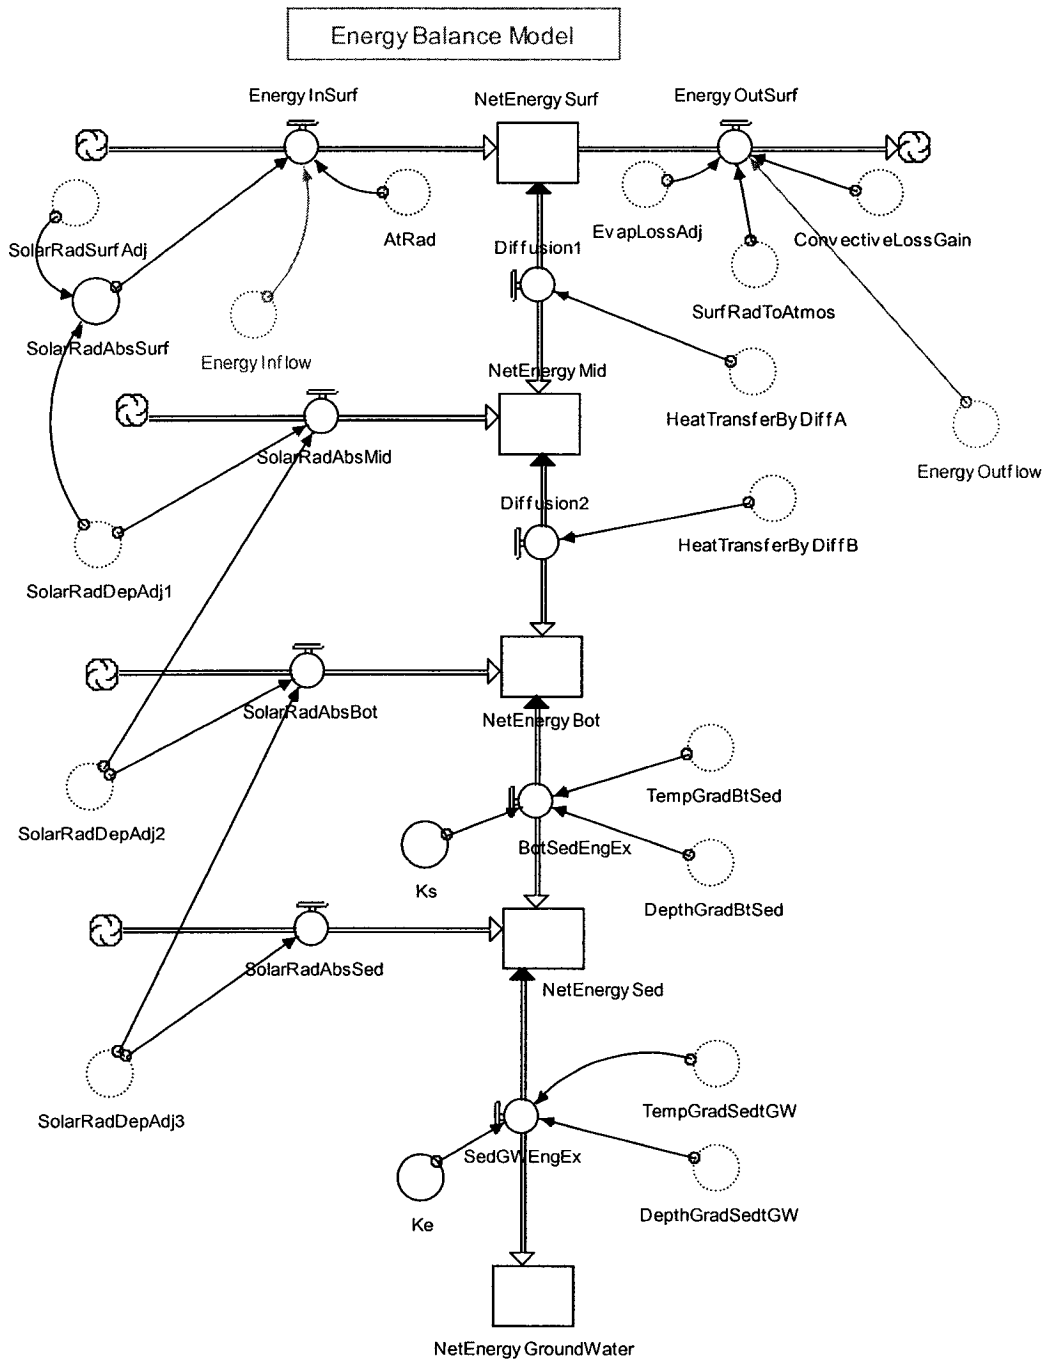 Energy Balance Model
Energy InSurf
NetEnergy Surf
Energy OutSurf
SolarRadSurfAdj
AtRad
EvapLossAdj
ConvectiveLossGain
Diffusion1
SurfRadToAtmos
SolarRadAbsSurf
Energy Inflow
NetEnergy Mid
HeatTransferBy DiffA
SolarRadAbsMid
Energy Outflow
Diffusion2
HeatTransferBy DiffB
SolarRadDepAdj1
SolarRadAbsBot
NetEnergy Bot
TempGradBtSed
SolarRadDepAdj2
BotSedEngEx
Ks
DepthGradBtSed
SolarRadAbsSed
NetEnergy Sed
SolarRadDepAdj3
TempGradSedtGW
SedGWEngEx
Ke
DepthGradSedtGW
NetEnergy GroundWater